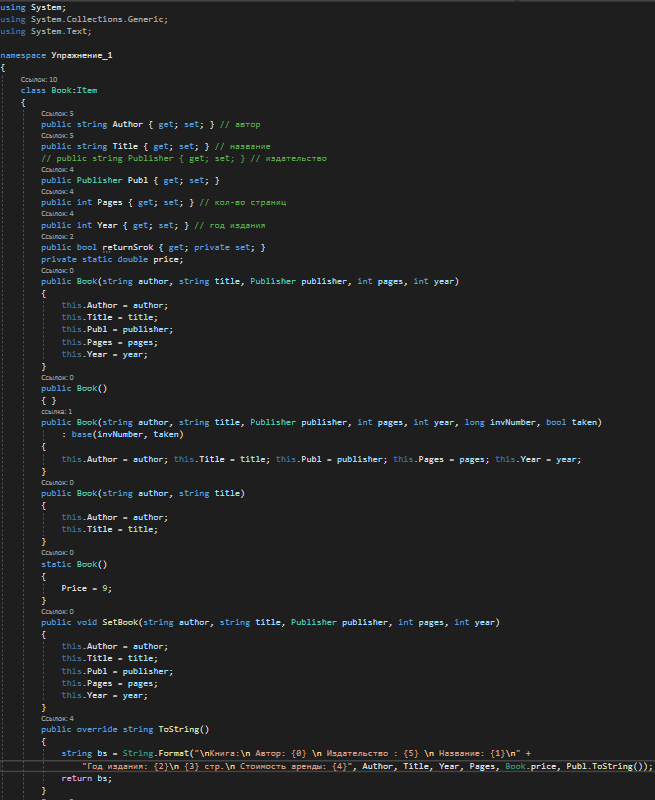 using System;
using System.Collections.Generic;
using System.Text;
namespace Упражнение_1
{
Ссылок: 10
class Book:Item
{
Ссылок: 5
public string Author { get; set; } // автор
Ссылок: 5
public string Title { get; set; } // название
// public string Publisher { get; set; } // издательство
Ссылок: 4
public Publisher Publ { get; set; }
Ссылок: 4
public int Pages { get; set; } // кол-во страниц
Ссылок: 4
public int Year { get; set; } // год издания
Ссылок: 2
public bool returnSrok { get; private set; }
private static double price;
Ссылок: 0
public Book(string author, string title, Publisher publisher, int pages, int year)
{
this.Author = author;
this.Title = title;
this.Publ = publisher;
this.Pages = pages;
this.Year = year;
}
Ссылок: 0
public Book()
{ }
ссылка: 1
public Book(string author, string title, Publisher publisher, int pages, int year, long invNumber, bool taken)
: base(invNumber, taken)
{
this.Author = author; this.Title = title; this.Publ = publisher; this.Pages = pages; this.Year = year;
}
Ссылок: 0
public Book(string author, string title)
{
this.Author = author;
this.Title = title;
}
Ссылок: 0
static Book()
{
Price = 9;
}
Ссылок: 0
public void SetBook(string author, string title, Publisher publisher, int pages, int year)
{
this.Author = author;
this.Title = title;
this.Publ = publisher;
this.Pages = pages;
this.Year = year;
}
Ссылок: 4
public override string ToString()
{
string bs = String.Format("\nКнига:\n Автор: {0} \n Издательство : {5} \n Название: {1}\n" +
"Год издания: {2}\n {3} стр.\n Стоимость аренды: {4}", Author, Title, Year, Pages, Book.price, Publ.ToString());
return bs;
}